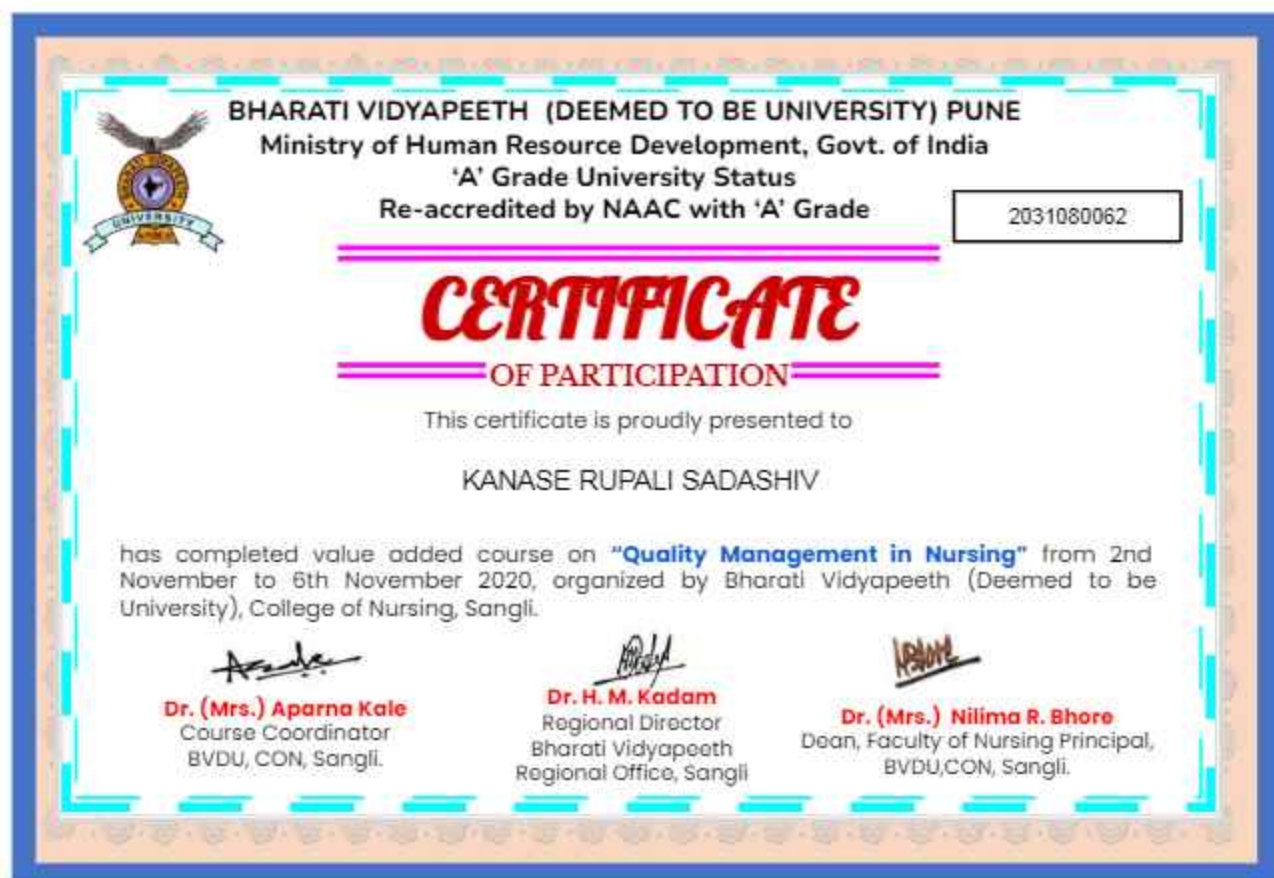 BHARATI VIDYAPEETH (DEEMED TO BE UNIVERSITY) PUNE
Ministry of Human Resource Development, Govt. of India
‘A’ Grade University Status
Re-accredited by NAAC with ‘A’ Grade
2031080062
BHARATI VIDYAPEETH
UNIVERSITY
CERTIFICATE
OF PARTICIPATION
This certificate is proudly presented to
KANASE RUPALI SADASHIV
has completed value added course on “Quality Management in Nursing” from 2nd
November to 6th November 2020, organized by Bharati Vidyapeeth (Deemed to be
University), College of Nursing, Sangli.
Dr. (Mrs.) Aparna Kale
Course Coordinator
BVDU, CON, Sangli.
Dr. H. M. Kadam
Regional Director
Bharati Vidyapeeth
Regional Office, Sangli
Dr. (Mrs.) Nilima R. Bhore
Dean, Faculty of Nursing Principal,
BVDU,CON, Sangli.